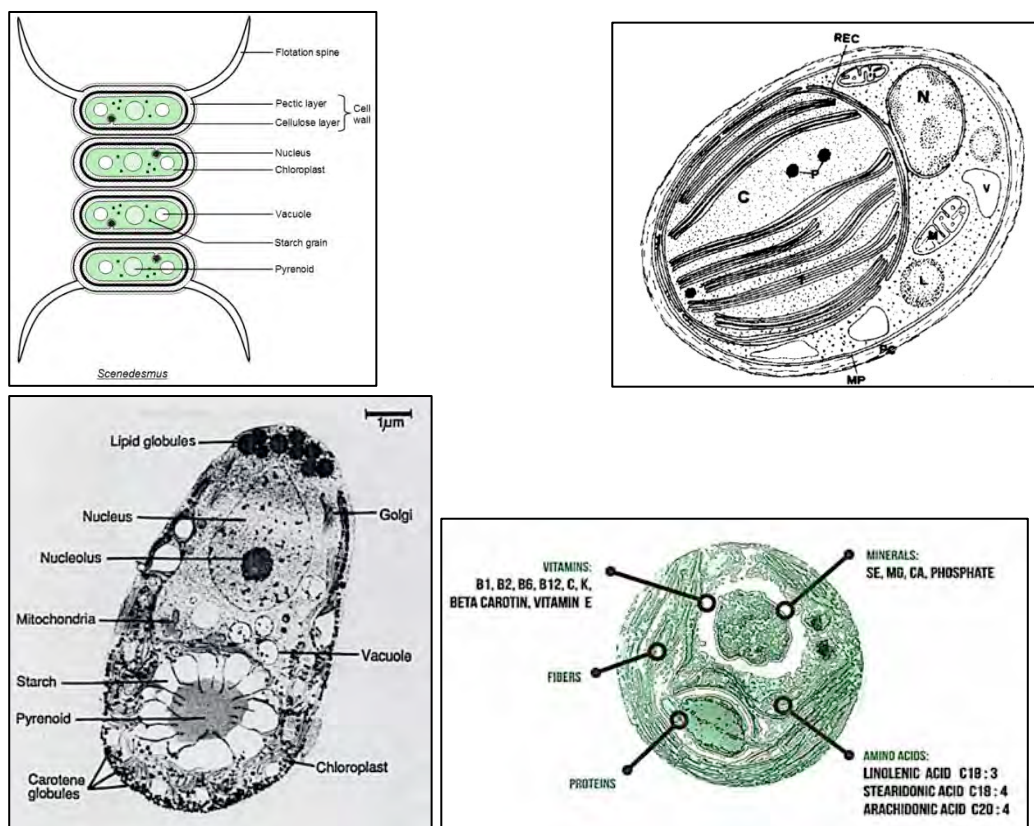 Flotation spine
Pectic layer
Cellulose layer
Cell
wall
Nucleus
Chloroplast
Vacuole
Starch grain
Pyrenoid
Scenedesmus
REC
N
P
C
V
M
L
PG
MP
1µm
Lipid globules
Nucleus
Golgi
Nucleolus
Mitochondria
Vacuole
Starch
Pyrenoid
Chloroplast
Carotene
globules
VITAMINS:
B1, B2, B6, B12, C, K,
BETA CAROTIN, VITAMIN E
MINERALS:
SE, MG, CA, PHOSPHATE
FIBERS
PROTEINS
AMINO ACIDS:
LINOLENIC ACID C18 : 3
STEARIDONIC ACID C18 : 4
ARACHIDONIC ACID C20 : 4